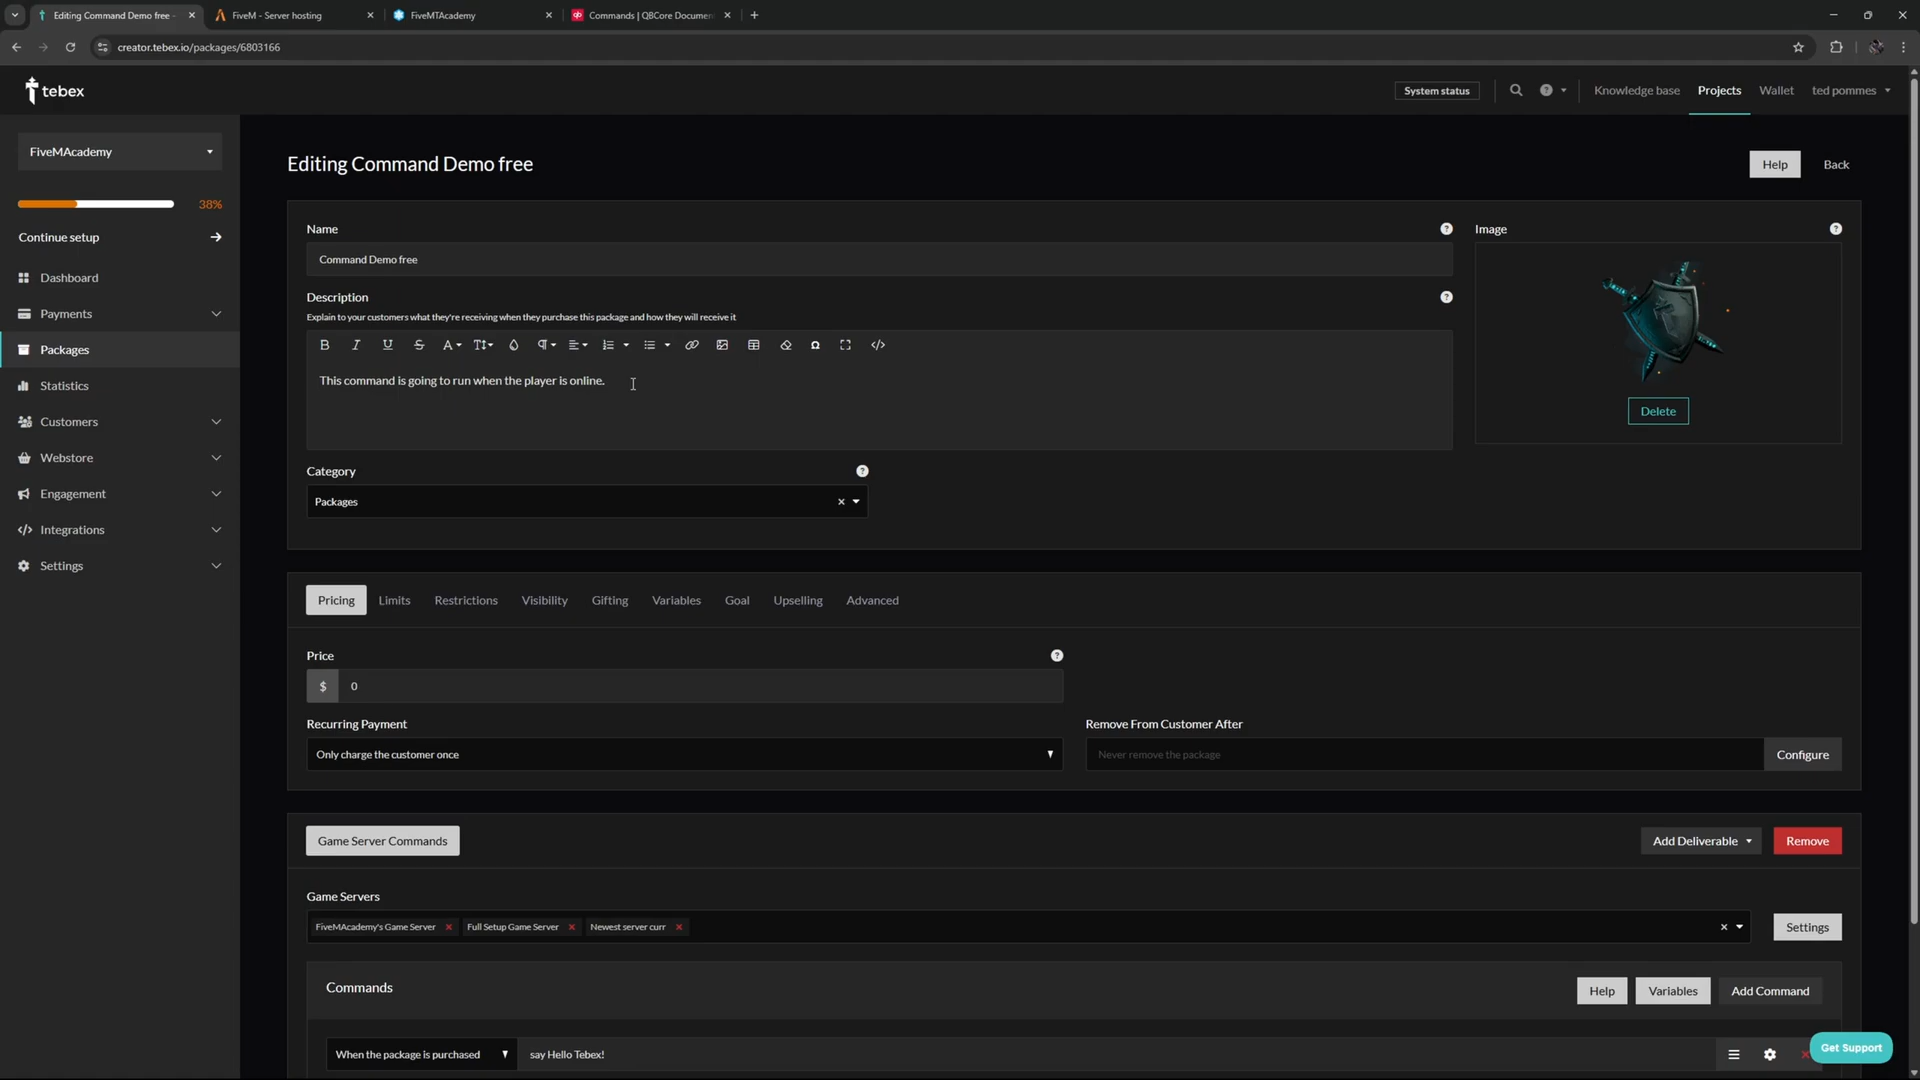 Editing Command Demo free -
FiveM - Server hosting
FiveMTAcademy
Commands | QBCore Documen
creator.tebex.io/packages/6803166
tebex
System status
Knowledge base
Projects
Wallet
ted pommes
FiveMAcademy
38%
Continue setup
Dashboard
Payments
Packages
Statistics
Customers
Webstore
Engagement
Integrations
Settings
Editing Command Demo free
Help
Back
Name
Command Demo free
Image
Delete
Description
Explain to your customers what they're receiving when they purchase this package and how they will receive it
This command is going to run when the player is online.
Category
Packages
Pricing
Limits
Restrictions
Visibility
Gifting
Variables
Goal
Upselling
Advanced
Price
$ 0
Recurring Payment
Only charge the customer once
Remove From Customer After
Never remove the package
Configure
Game Server Commands
Add Deliverable
Remove
Game Servers
FiveMAcademy's Game Server
Full Setup Game Server
Newest server curr
Settings
Commands
Help
Variables
Add Command
When the package is purchased
say Hello Tebex!
Get Support